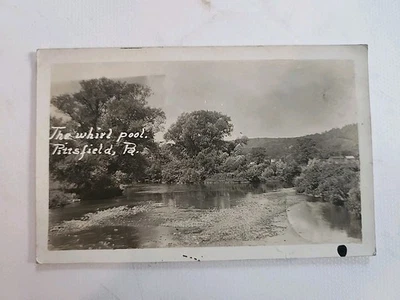 The whirl pool.
Pittsfield, Pa.